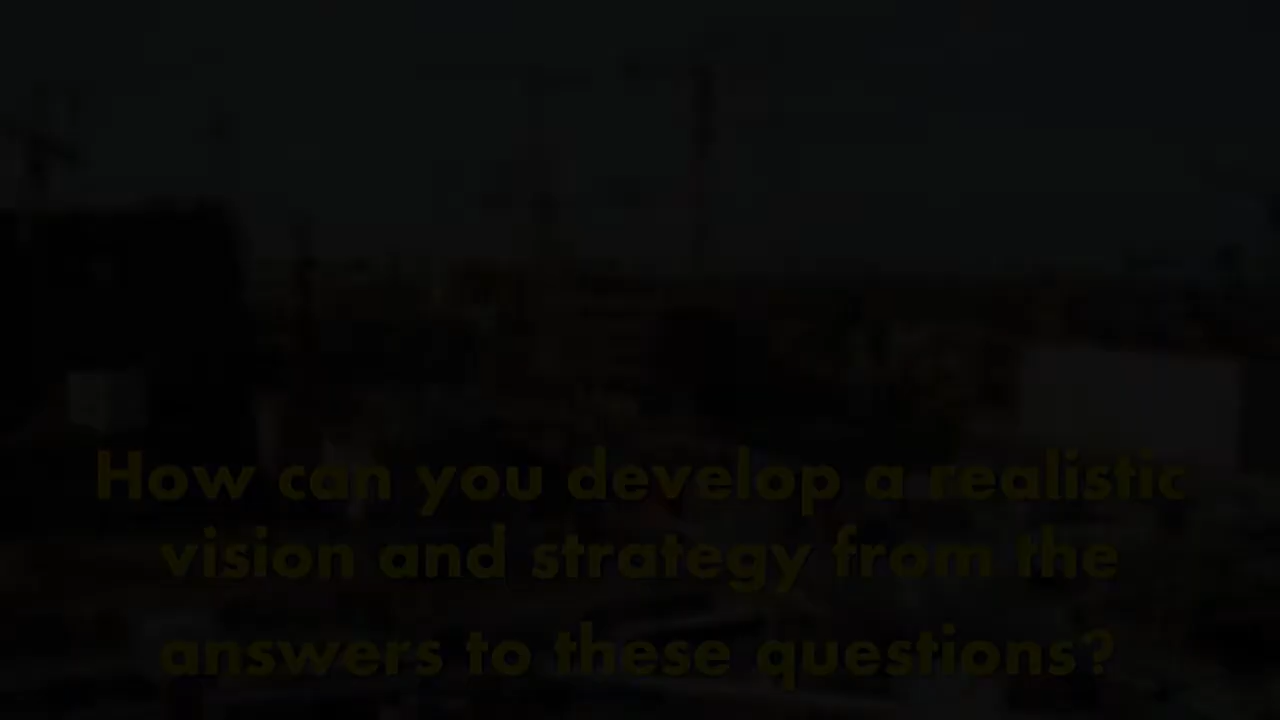 How can you develop a realistic
vision and strategy from the
answers to these questions?